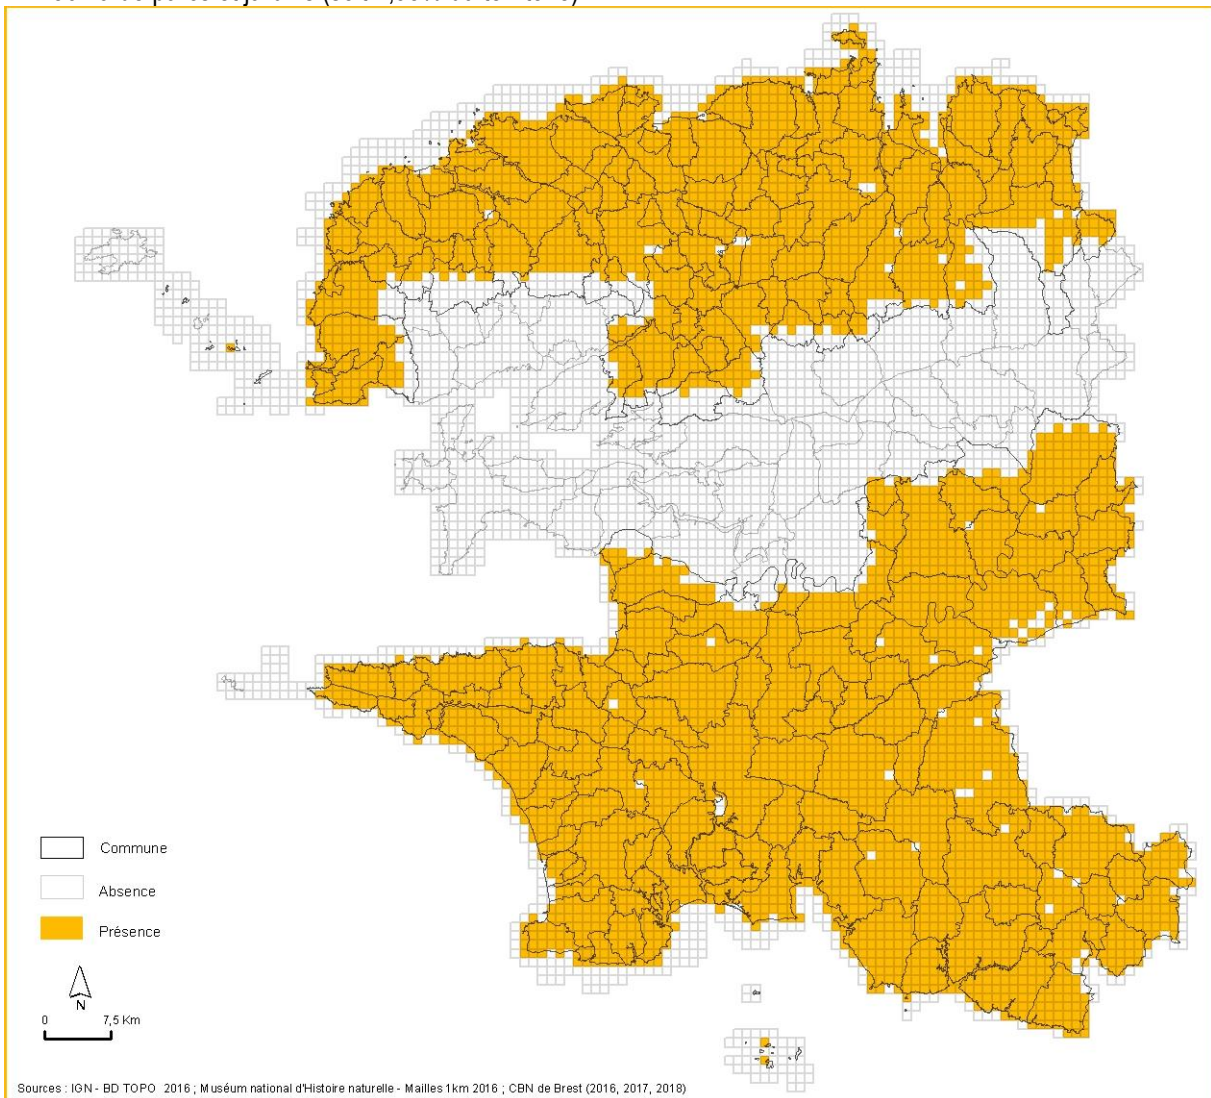 Commune
Absence
Présence
N
0 7,5 Km
Sources : IGN - BD TOPO 2016 ; Muséum national d'Histoire naturelle - Mailles 1km 2016 ; CBN de Brest (2016, 2017, 2018)